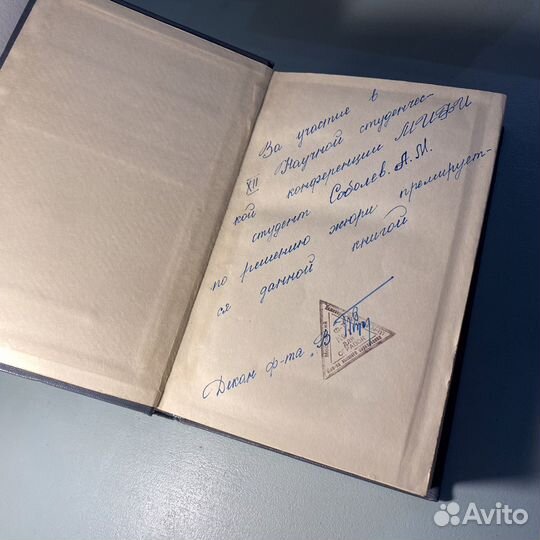 За участие в
XII Научной студенчес-
кой конференции МИФИ
студент Соболев. А.М.
по решению жюри премирует-
ся данной книгой
Декан ф-та "В"
Avito